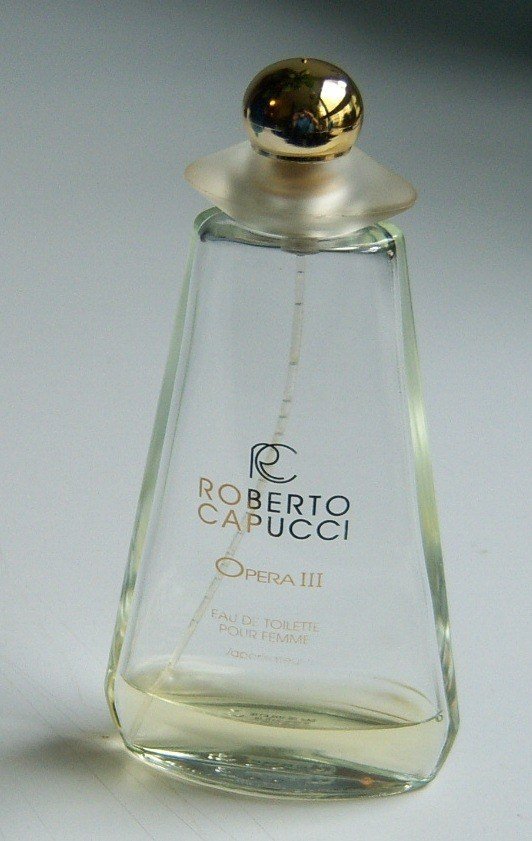 RC
ROBERTO
CAPUCCI
OPERA III
EAU DE TOILETTE
POUR FEMME